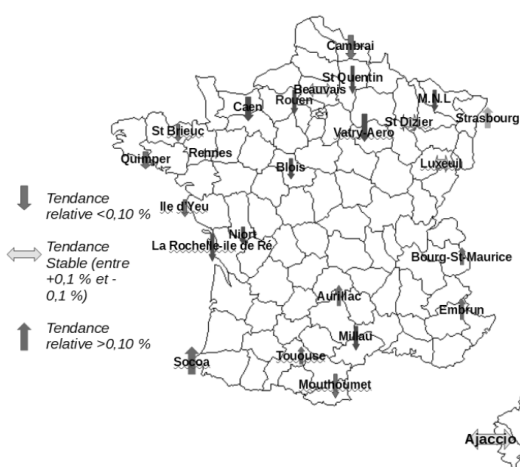 Cambrai
St Quentin
Beauvais
Rouen
M.N.L
Caen
Strasbourg
St Dizier
St Brieuc
Vatry-Aero
Rennes
Quimper
Luxeuil
Blois
Tendance
relative <0,10 %
Ile d'Yeu
Niort
La Rochelle-ile de Ré
Tendance
Stable (entre
+0,1 % et -
0,1 %)
Bourg-St-Maurice
Aurillac
Embrun
Tendance
relative >0,10 %
Millau
Socoa
Tououse
Mouthoumet
Ajaccio